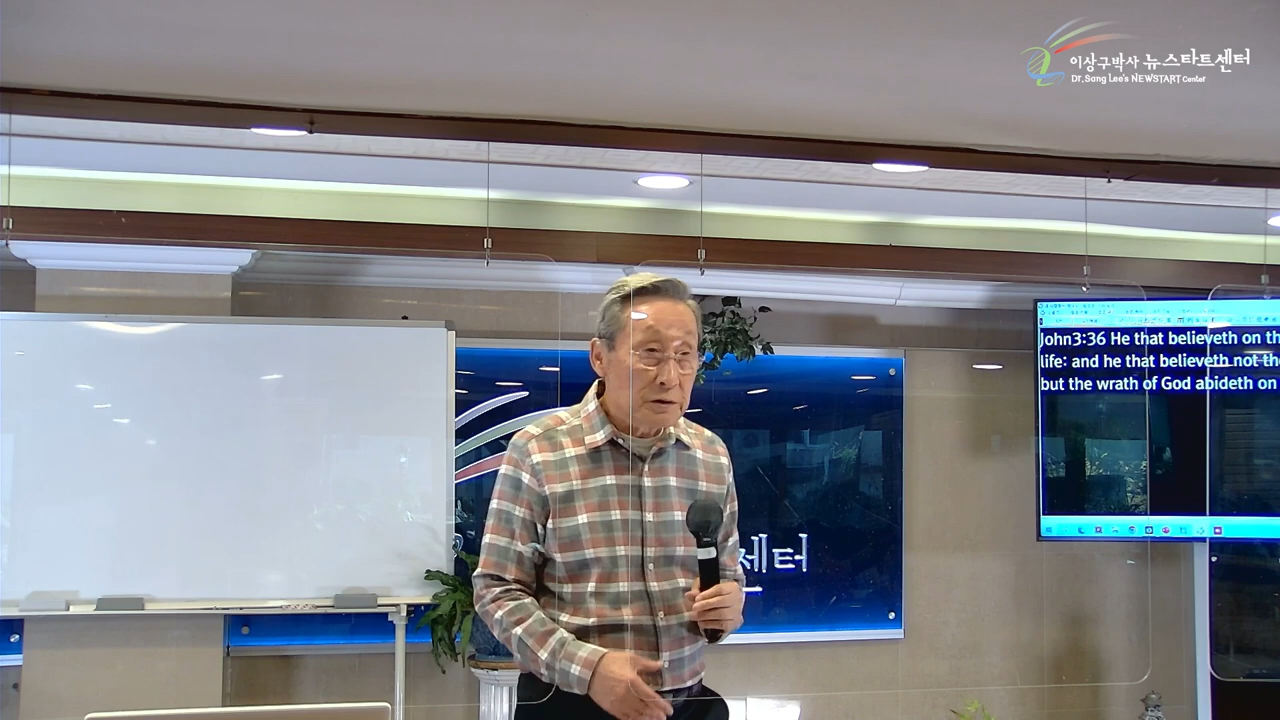 이상구박사 뉴스타트센터
Dr.Sang Lee's NEWSTART Center
John3:36 He that believeth on th
life: and he that believeth not the
but the wrath of God abideth on
센터